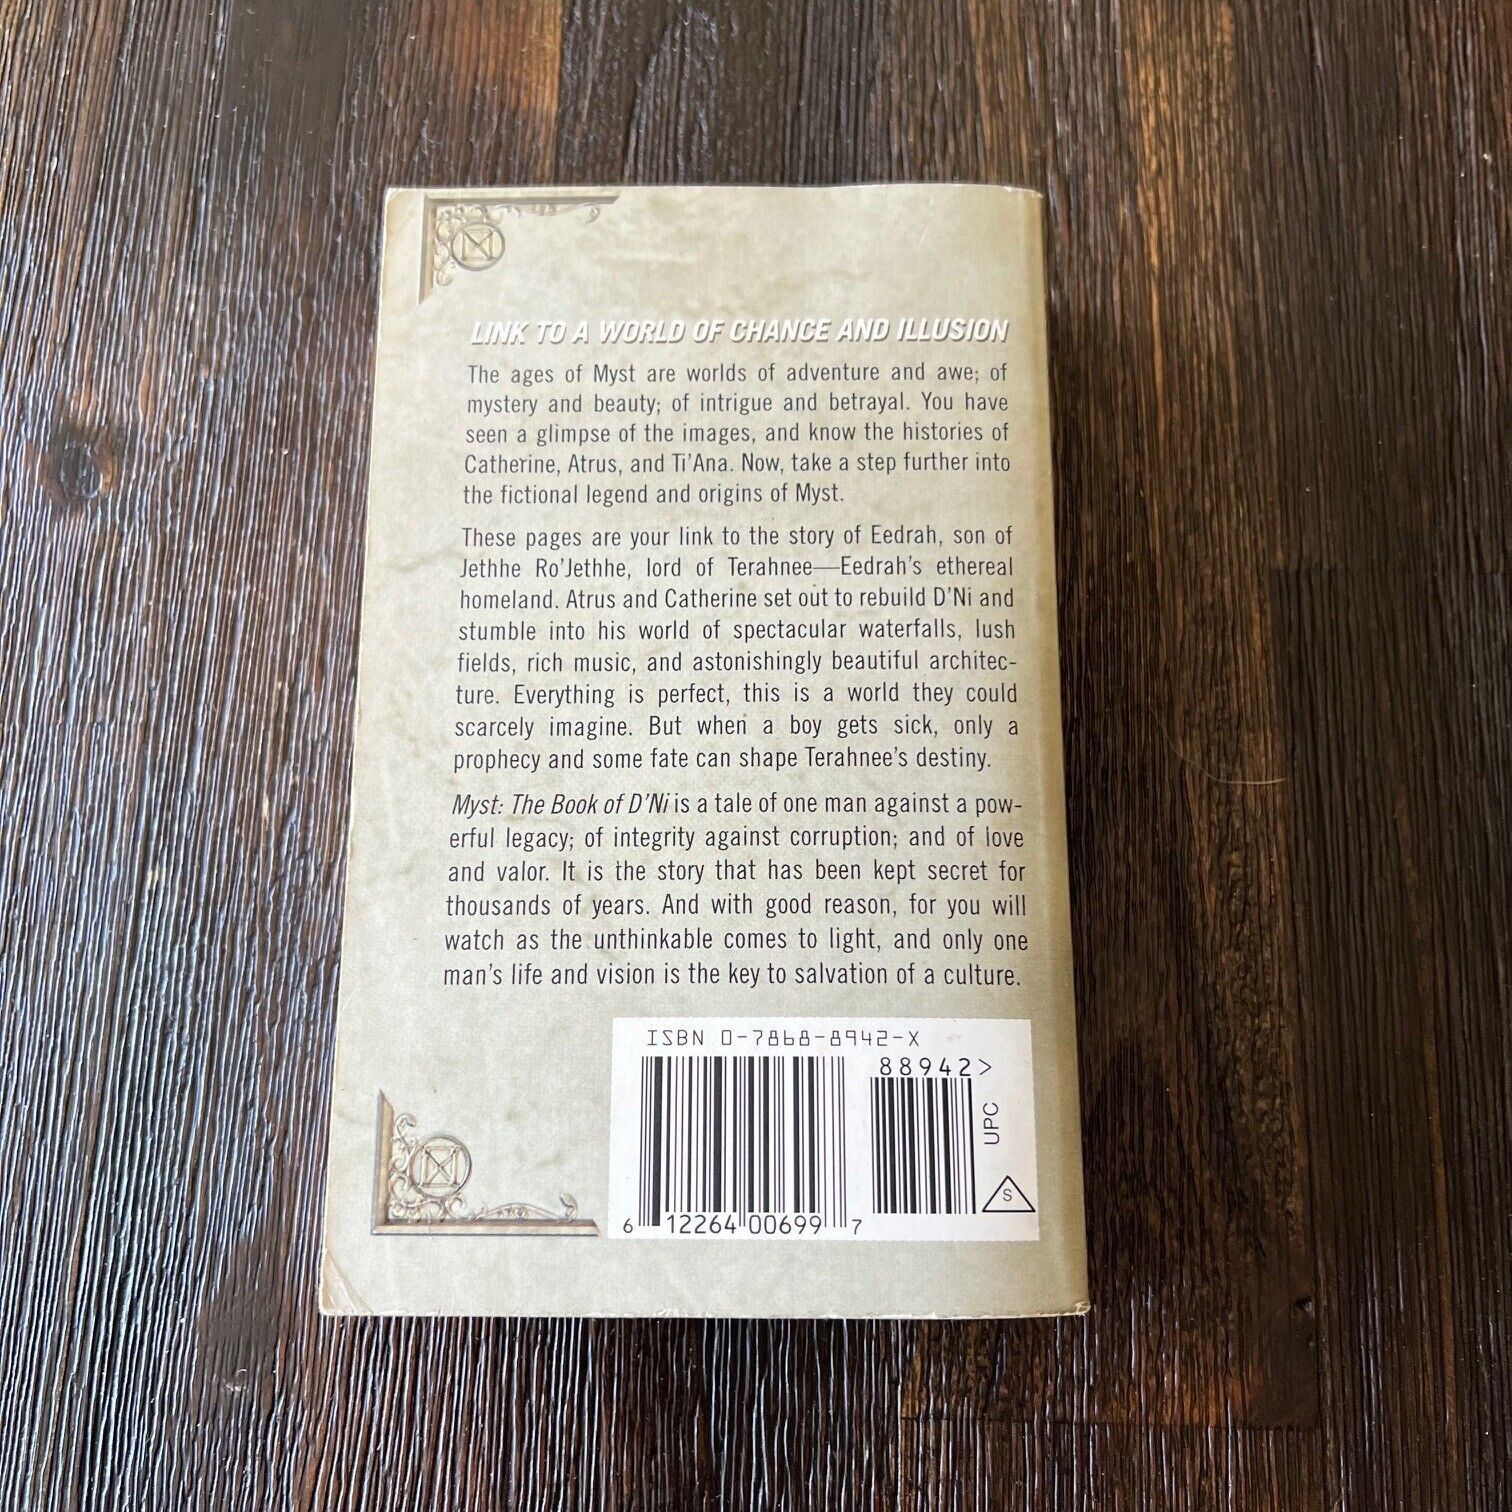 LINK TO A WORLD OF CHANCE AND ILLUSION
The ages of Myst are worlds of adventure and awe; of
mystery and beauty; of intrigue and betrayal. You have
seen a glimpse of the images, and know the histories of
Catherine, Atrus, and Ti'Ana. Now, take a step further into
the fictional legend and origins of Myst.
These pages are your link to the story of Eedrah, son of
Jethhe Ro'Jethhe, lord of Terahnee—Eedrah's ethereal
homeland. Atrus and Catherine set out to rebuild D'Ni and
stumble into his world of spectacular waterfalls, lush
fields, rich music, and astonishingly beautiful architec-
ture. Everything is perfect, this is a world they could
scarcely imagine. But when a boy gets sick, only a
prophecy and some fate can shape Terahnee's destiny.
Myst: The Book of D'Ni is a tale of one man against a pow-
erful legacy; of integrity against corruption; and of love
and valor. It is the story that has been kept secret for
thousands of years. And with good reason, for you will
watch as the unthinkable comes to light, and only one
man's life and vision is the key to salvation of a culture.
ISBN 0-7868-8942-X
88942>
UPC
S
6 12264 00699 7